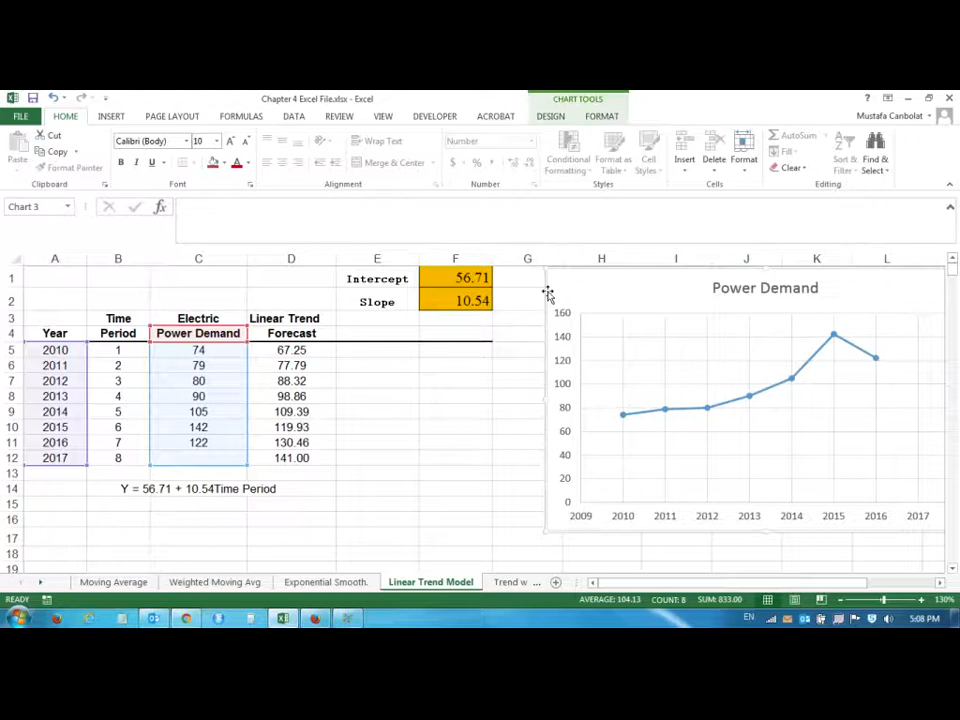 Chapter 4 Excel File.xlsx - Excel
CHART TOOLS
FILE HOME INSERT PAGE LAYOUT FORMULAS DATA REVIEW VIEW DEVELOPER ACROBAT DESIGN FORMAT
Mustafa Canbolat
Cut
Copy
Format Painter
Paste
Clipboard
Calibri (Body) 10
B I U
Font
Wrap Text
Merge & Center
Alignment
Number
$ % ,
Number
Conditional Formatting
Format as Table
Cell Styles
Styles
Insert Delete Format
Cells
AutoSum
Fill
Clear
Sort & Filter
Find & Select
Editing
Chart 3
fx
A B C D E F G H I J K L
1 Intercept 56.71
2 Slope 10.54
3 Time Electric Linear Trend
4 Year Period Power Demand Forecast
5 2010 1 74 67.25
6 2011 2 79 77.79
7 2012 3 80 88.32
8 2013 4 90 98.86
9 2014 5 105 109.39
10 2015 6 142 119.93
11 2016 7 122 130.46
12 2017 8 141.00
13
14 Y = 56.71 + 10.54Time Period
15
16
17
18
19
Power Demand
160
140
120
100
80
60
40
20
0
2009 2010 2011 2012 2013 2014 2015 2016 2017
Moving Average Weighted Moving Avg Exponential Smooth. Linear Trend Model Trend w ...
READY AVERAGE: 104.13 COUNT: 8 SUM: 833.00 130%
EN 5:08 PM